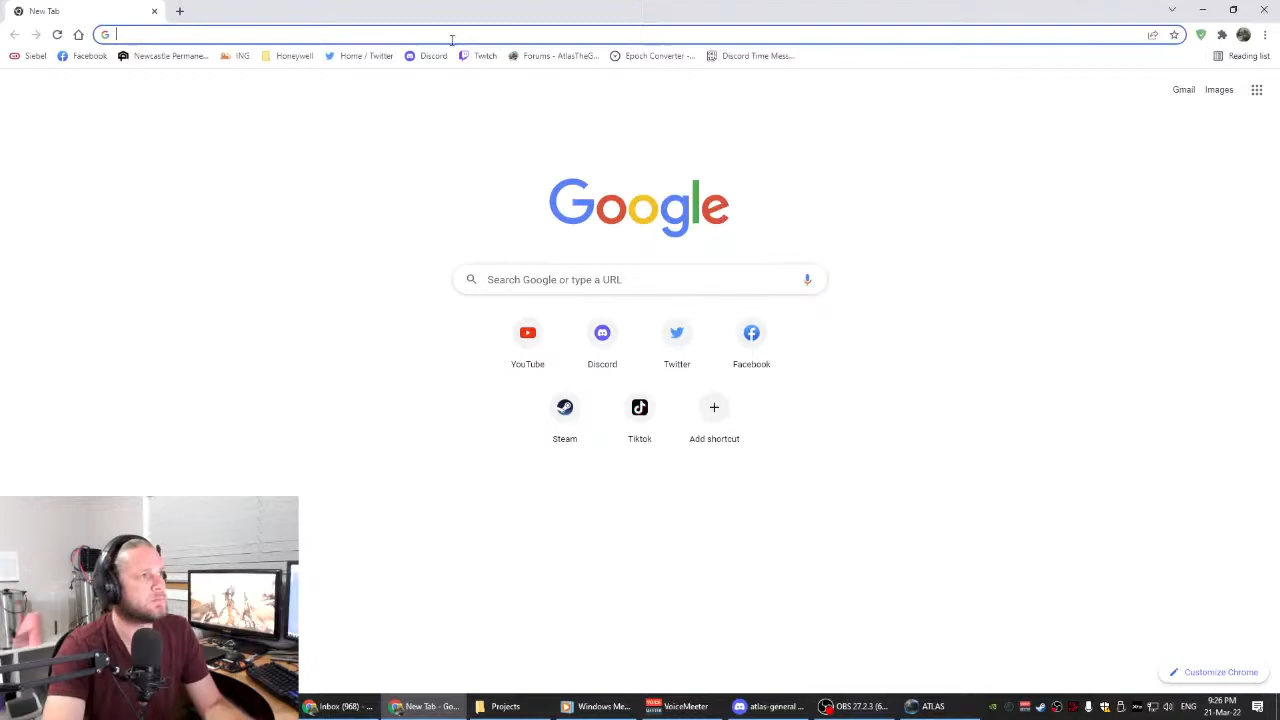 New Tab
Siebel
Facebook
Newcastle Permane...
ING
Honeywell
Home / Twitter
Discord
Twitch
Forums - AtlasTheG...
Epoch Converter -...
Discord Time Mess...
Reading list
Gmail
Images
Google
Search Google or type a URL
YouTube
Discord
Twitter
Facebook
Steam
Tiktok
Add shortcut
Customize Chrome
Inbox (968) - ...
New Tab - Go...
Projects
Windows Me...
VoiceMeeter
atlas-general ...
OBS 27.2.3 (6...
ATLAS
9:26 PM
21-Mar-22